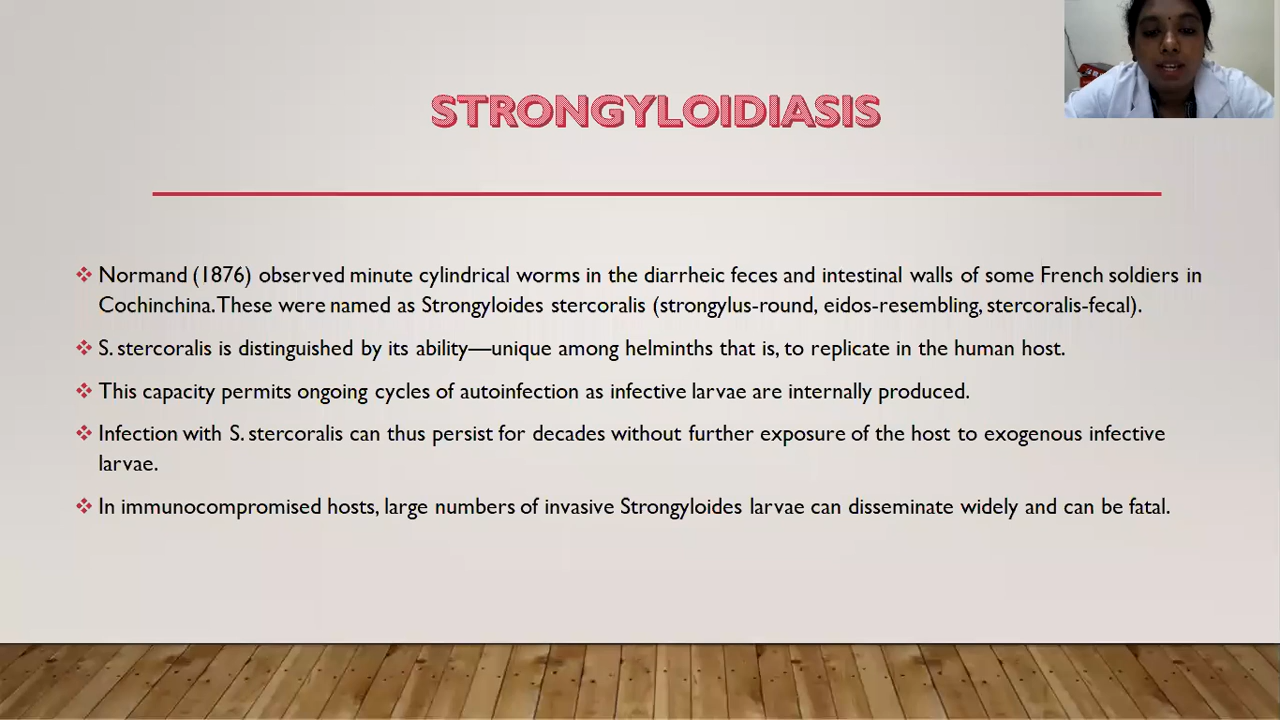 STRONGYLOIDIASIS
❖ Normand (1876) observed minute cylindrical worms in the diarrheic feces and intestinal walls of some French soldiers in
Cochinchina. These were named as Strongyloides stercoralis (strongylus-round, eidos-resembling, stercoralis-fecal).
❖ S. stercoralis is distinguished by its ability—unique among helminths that is, to replicate in the human host.
❖ This capacity permits ongoing cycles of autoinfection as infective larvae are internally produced.
❖ Infection with S. stercoralis can thus persist for decades without further exposure of the host to exogenous infective
larvae.
❖ In immunocompromised hosts, large numbers of invasive Strongyloides larvae can disseminate widely and can be fatal.